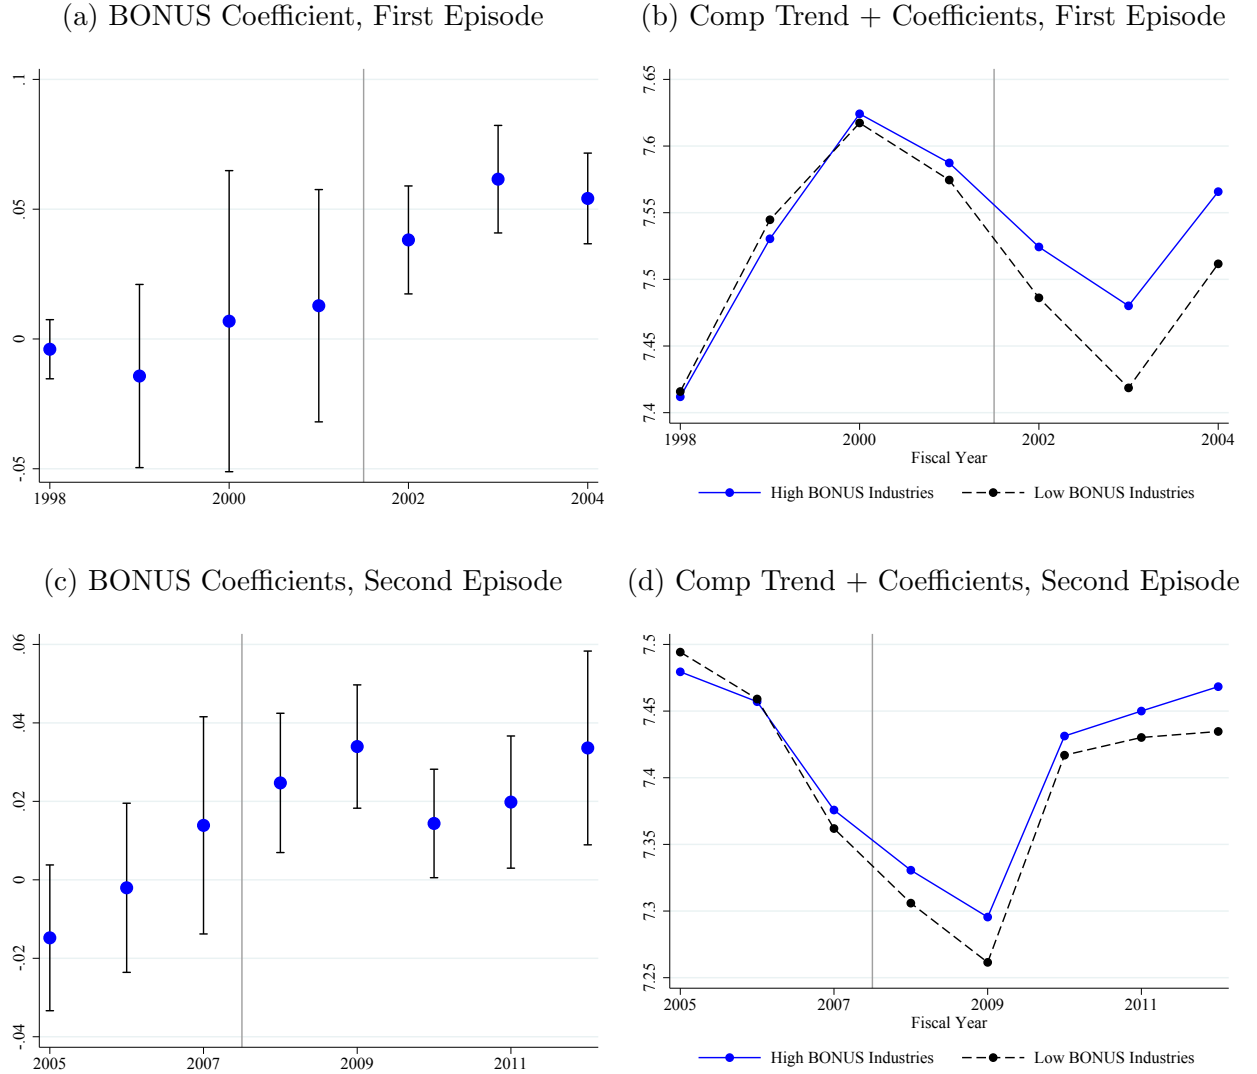 (a) BONUS Coefficient, First Episode
.1
.05
0
-.05
1998 2000 2002 2004
(b) Comp Trend + Coefficients, First Episode
7.65
7.6
7.55
7.5
7.45
7.4
1998 2000 2002 2004
Fiscal Year
High BONUS Industries Low BONUS Industries
(c) BONUS Coefficients, Second Episode
.06
.04
.02
0
-.02
-.04
2005 2007 2009 2011
(d) Comp Trend + Coefficients, Second Episode
7.5
7.45
7.4
7.35
7.3
7.25
2005 2007 2009 2011
Fiscal Year
High BONUS Industries Low BONUS Industries